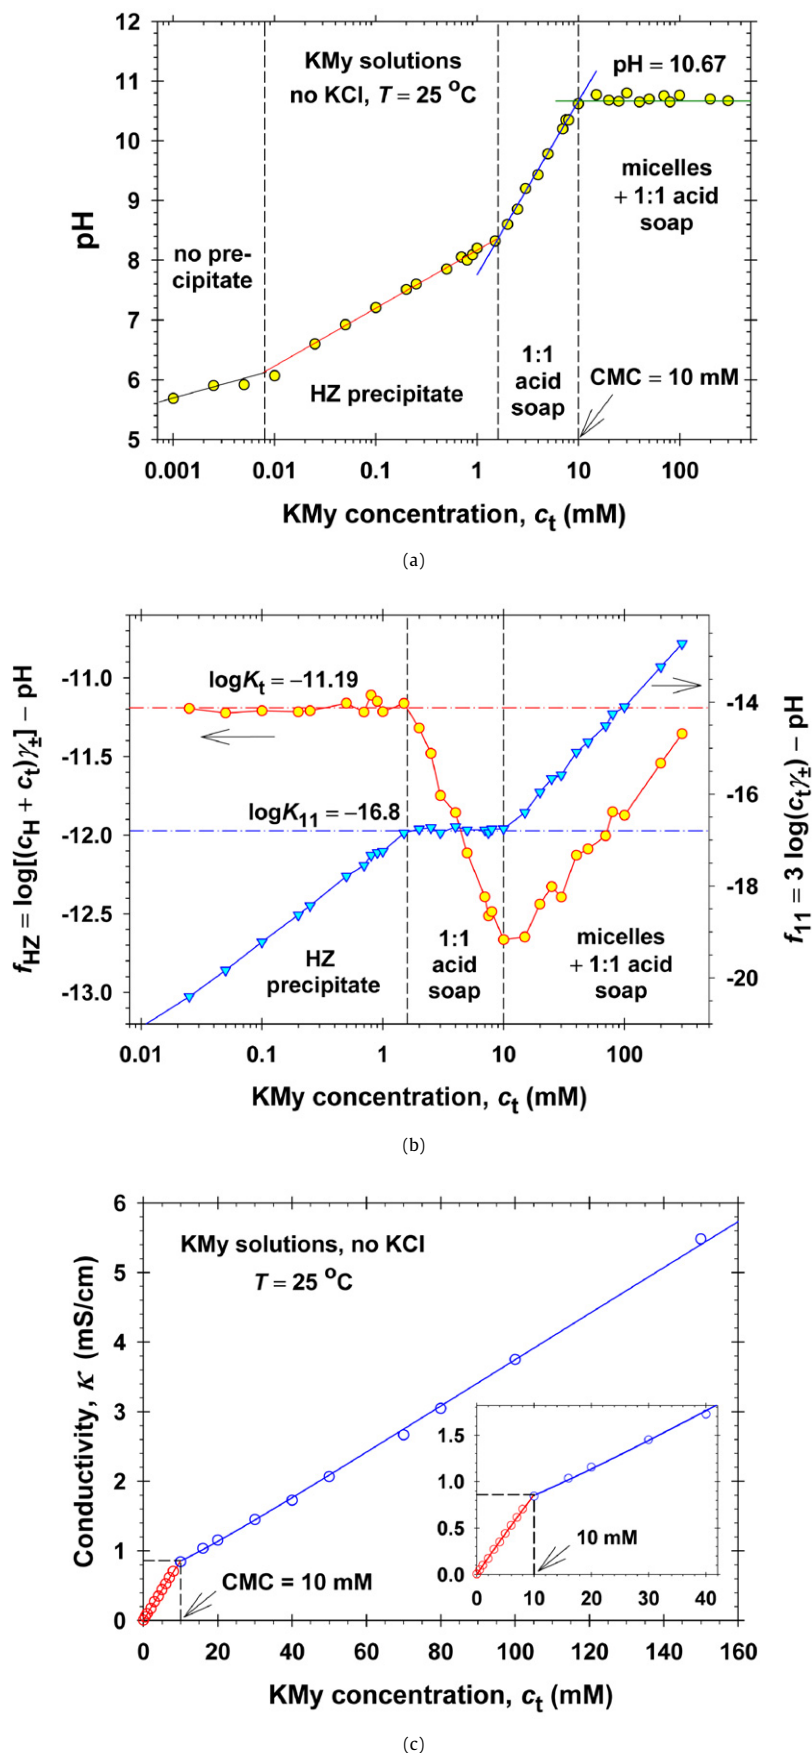 12
11
10
9
8
7
6
5
pH
KMy solutions
no KCl, T = 25 °C
pH = 10.67
no pre-
cipitate
micelles
+ 1:1 acid
soap
HZ precipitate
1:1
acid
soap
CMC = 10 mM
0.001 0.01 0.1 1 10 100
KMy concentration, cₜ (mM)
(a)
-11.0
-11.5
-12.0
-12.5
-13.0
f_HZ = log[(c_H + c_t)γ±] − pH
logKₜ = −11.19
logK₁₁ = −16.8
HZ
precipitate
1:1
acid
soap
micelles
+ 1:1 acid
soap
-14
-16
-18
-20
f₁₁ = 3 log(cₜγ±) − pH
0.01 0.1 1 10 100
KMy concentration, cₜ (mM)
(b)
6
5
4
3
2
1
0
Conductivity, κ (mS/cm)
KMy solutions, no KCl
T = 25 °C
CMC = 10 mM
1.5
1.0
0.5
0.0
10 mM
0 10 20 30 40
0 20 40 60 80 100 120 140 160
KMy concentration, cₜ (mM)
(c)